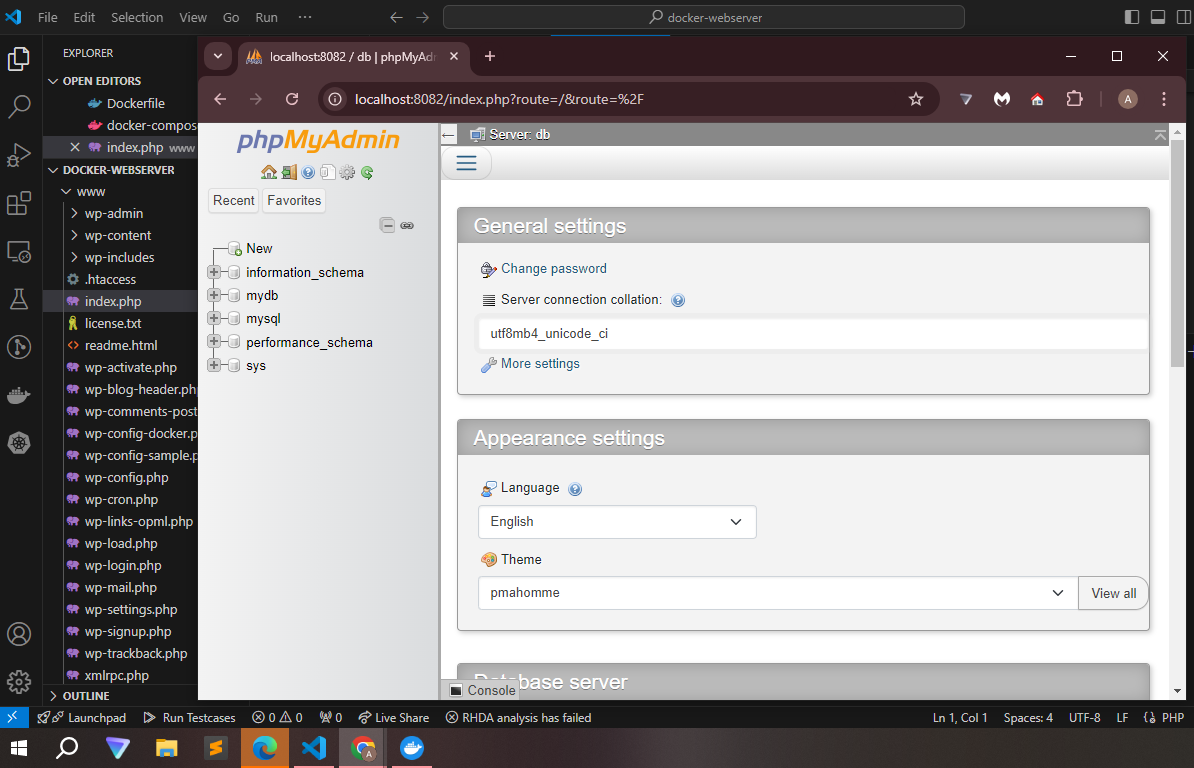 File Edit Selection View Go Run ···
docker-webserver
EXPLORER
OPEN EDITORS
Dockerfile
docker-compos
index.php www
DOCKER-WEBSERVER
www
wp-admin
wp-content
wp-includes
.htaccess
index.php
license.txt
readme.html
wp-activate.php
wp-blog-header.php
wp-comments-post
wp-config-docker.p
wp-config-sample.p
wp-config.php
wp-cron.php
wp-links-opml.php
wp-load.php
wp-login.php
wp-mail.php
wp-settings.php
wp-signup.php
wp-trackback.php
xmlrpc.php
OUTLINE
localhost:8082 / db | phpMyAdm
localhost:8082/index.php?route=/&route=%2F
A
phpMyAdmin
Recent Favorites
New
information_schema
mydb
mysql
performance_schema
sys
Server: db
General settings
Change password
Server connection collation:
utf8mb4_unicode_ci
More settings
Appearance settings
Language
English
Theme
pmahomme
View all
Database server
Console
Launchpad Run Testcases 0 0 0 Live Share RHDA analysis has failed Ln 1, Col 1 Spaces: 4 UTF-8 LF PHP
A